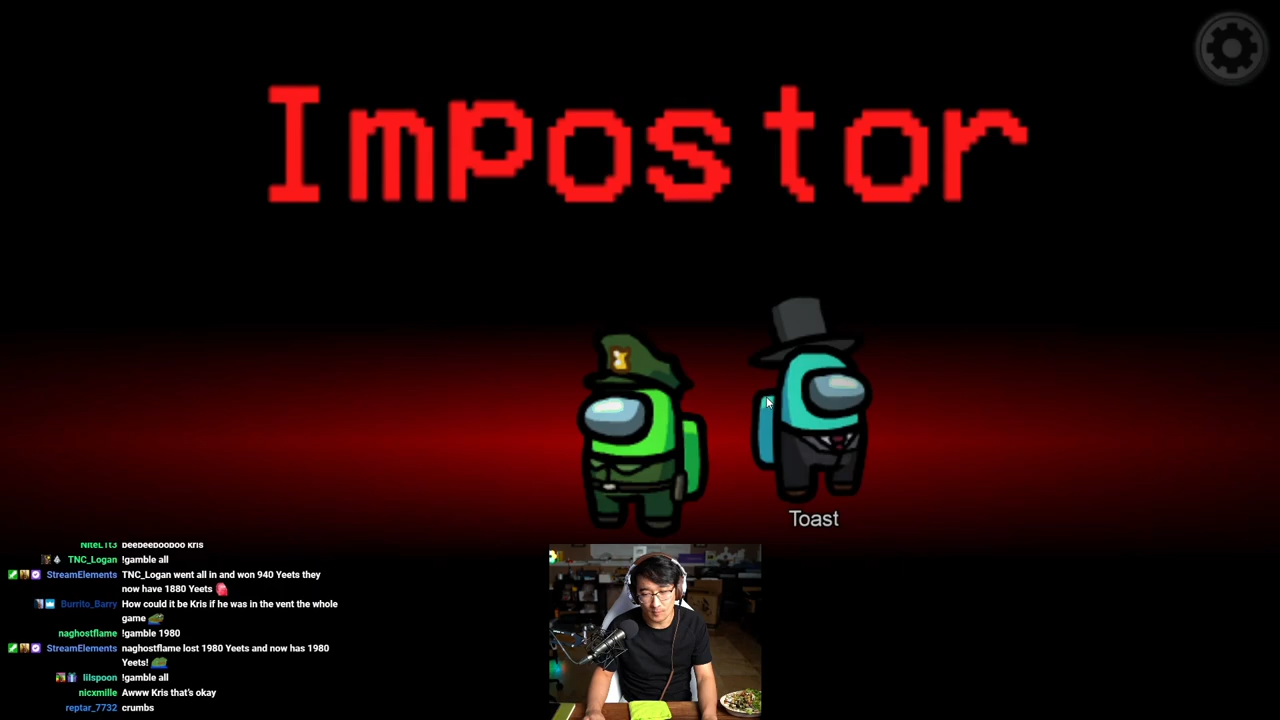 Impostor
Toast
NiteL1t3 beebeebooboo kris
TNC_Logan !gamble all
StreamElements TNC_Logan went all in and won 940 Yeets they
now have 1880 Yeets
Burrito_Barry How could it be Kris if he was in the vent the whole
game
naghostflame !gamble 1980
StreamElements naghostflame lost 1980 Yeets and now has 1980
Yeets!
lilspoon !gamble all
nicxmille Awww Kris that's okay
reptar_7732 crumbs